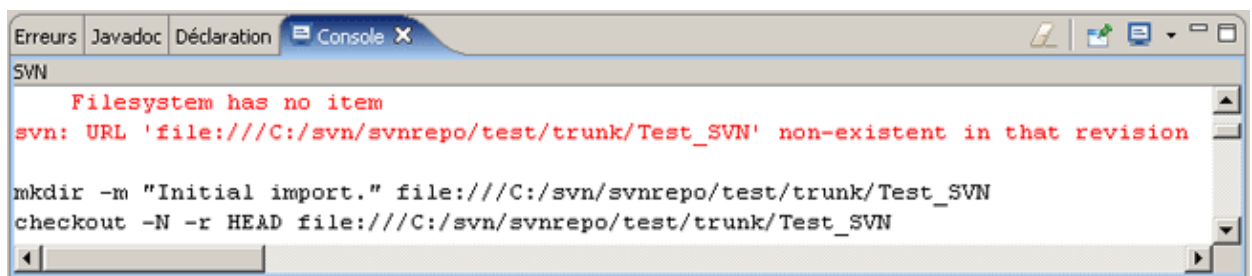 Erreurs Javadoc Déclaration Console
SVN
Filesystem has no item
svn: URL 'file:///C:/svn/svnrepo/test/trunk/Test_SVN' non-existent in that revision
mkdir -m "Initial import." file:///C:/svn/svnrepo/test/trunk/Test_SVN
checkout -N -r HEAD file:///C:/svn/svnrepo/test/trunk/Test_SVN